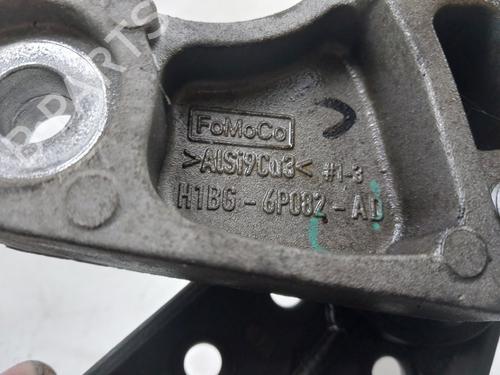 FoMoCo
>AlSi9Cu3< #1-3
H1BG - 6P082 - AD